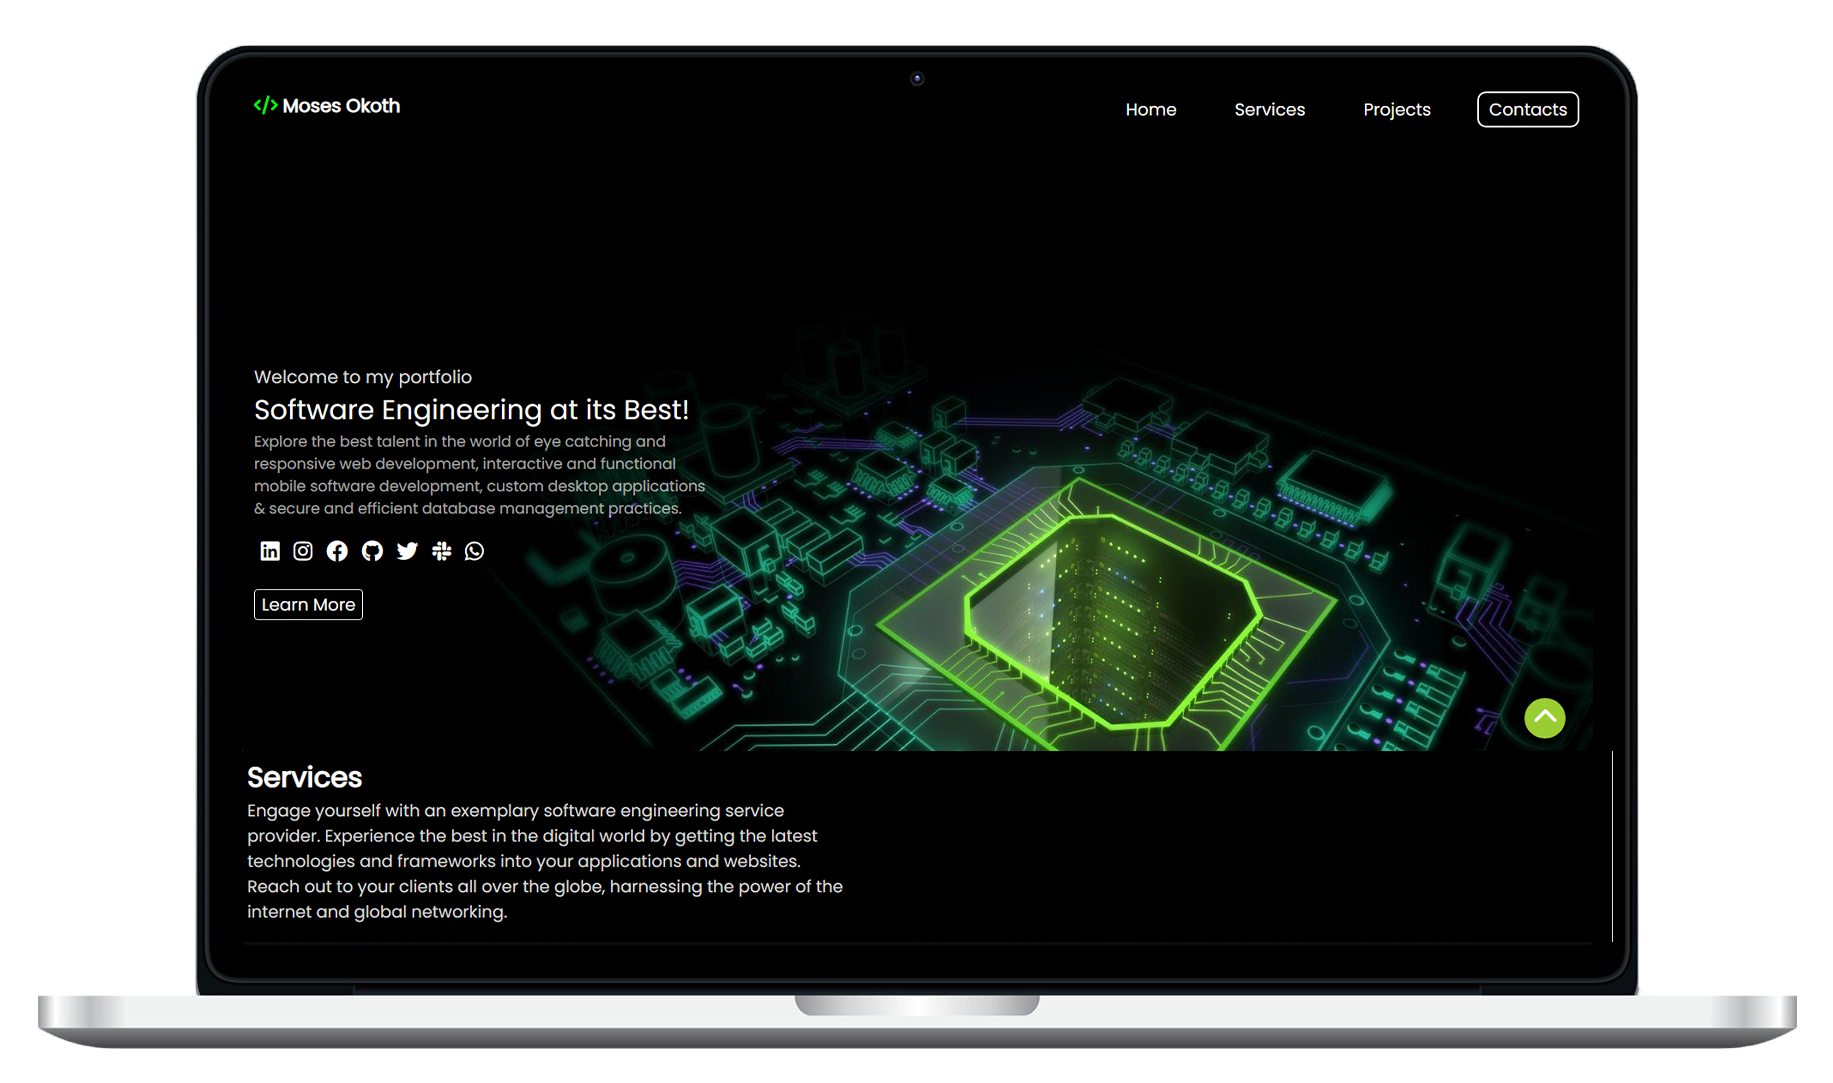 </> Moses Okoth
Home Services Projects Contacts
Welcome to my portfolio
Software Engineering at its Best!
Explore the best talent in the world of eye catching and
responsive web development, interactive and functional
mobile software development, custom desktop applications
& secure and efficient database management practices.
Learn More
Services
Engage yourself with an exemplary software engineering service
provider. Experience the best in the digital world by getting the latest
technologies and frameworks into your applications and websites.
Reach out to your clients all over the globe, harnessing the power of the
internet and global networking.